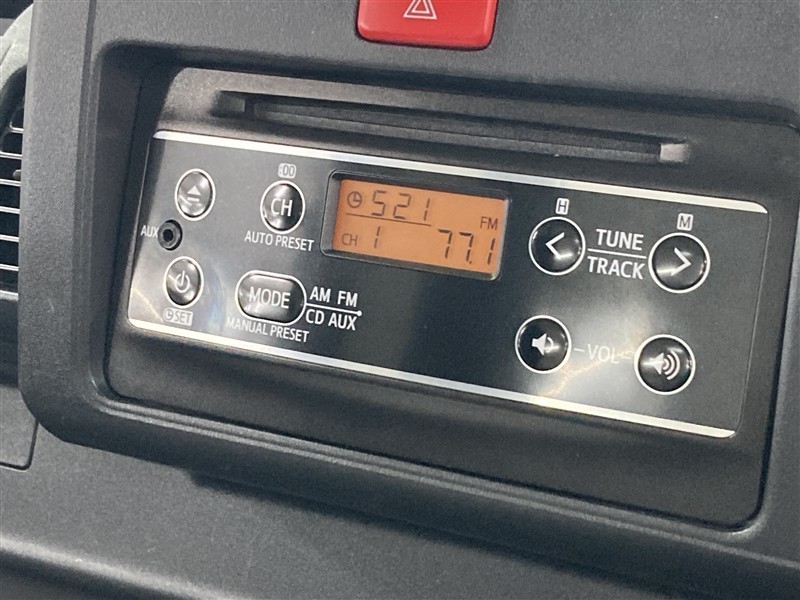 :00
CH
AUTO PRESET
AUX
SET
MODE
AM FM
CD AUX
MANUAL PRESET
5:21
FM
CH 1 77.1
H
M
TUNE
TRACK
VOL